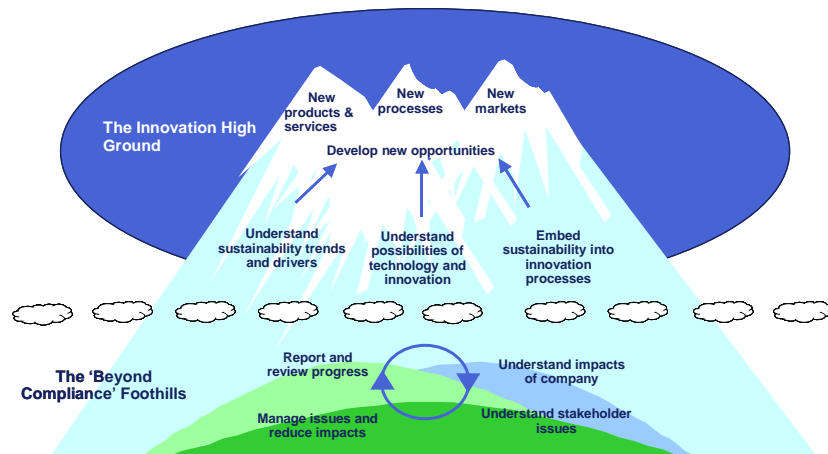 New
products &
services
New
processes
New
markets
The Innovation High
Ground
Develop new opportunities
Understand
sustainability trends
and drivers
Understand
possibilities of
technology and
innovation
Embed
sustainability into
innovation
processes
The ‘Beyond
Compliance’ Foothills
Report and
review progress
Understand impacts
of company
Manage issues and
reduce impacts
Understand stakeholder
issues